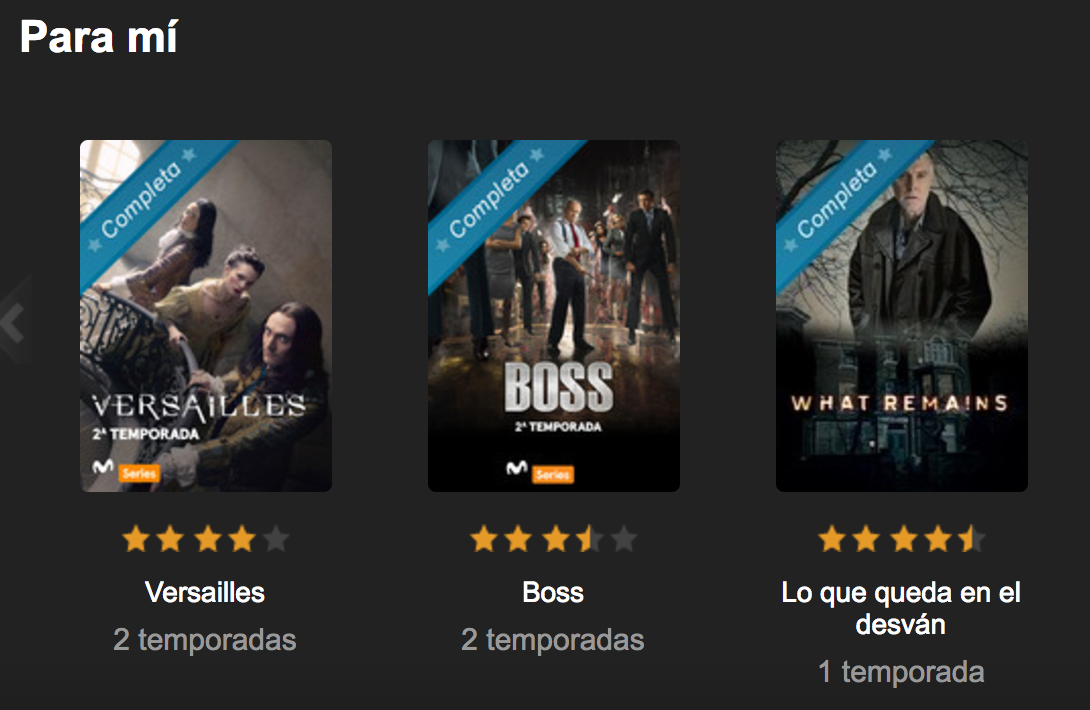 Para mí
Completa
VERSAILLES
2ª TEMPORADA
Series
Completa
BOSS
2ª TEMPORADA
Series
Completa
WHAT REMAINS
Versailles
2 temporadas
Boss
2 temporadas
Lo que queda en el
desván
1 temporada